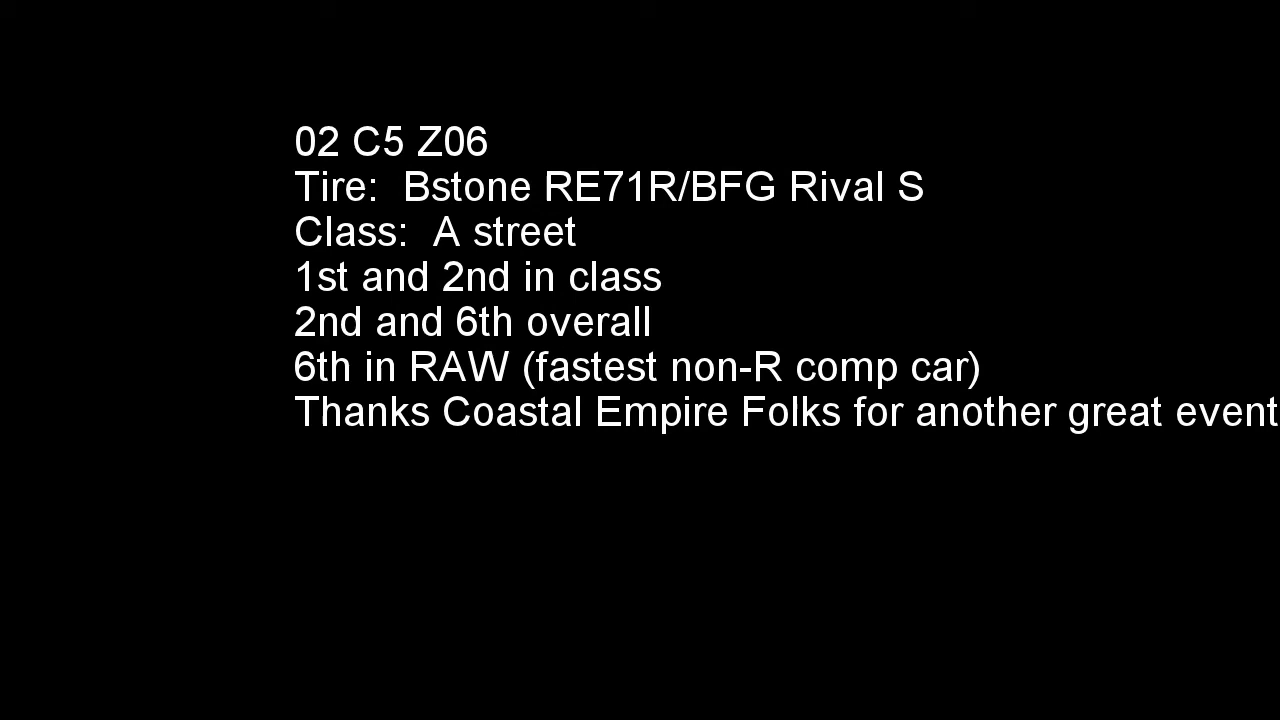 02 C5 Z06
Tire:  Bstone RE71R/BFG Rival S
Class:  A street
1st and 2nd in class
2nd and 6th overall
6th in RAW (fastest non-R comp car)
Thanks Coastal Empire Folks for another great event